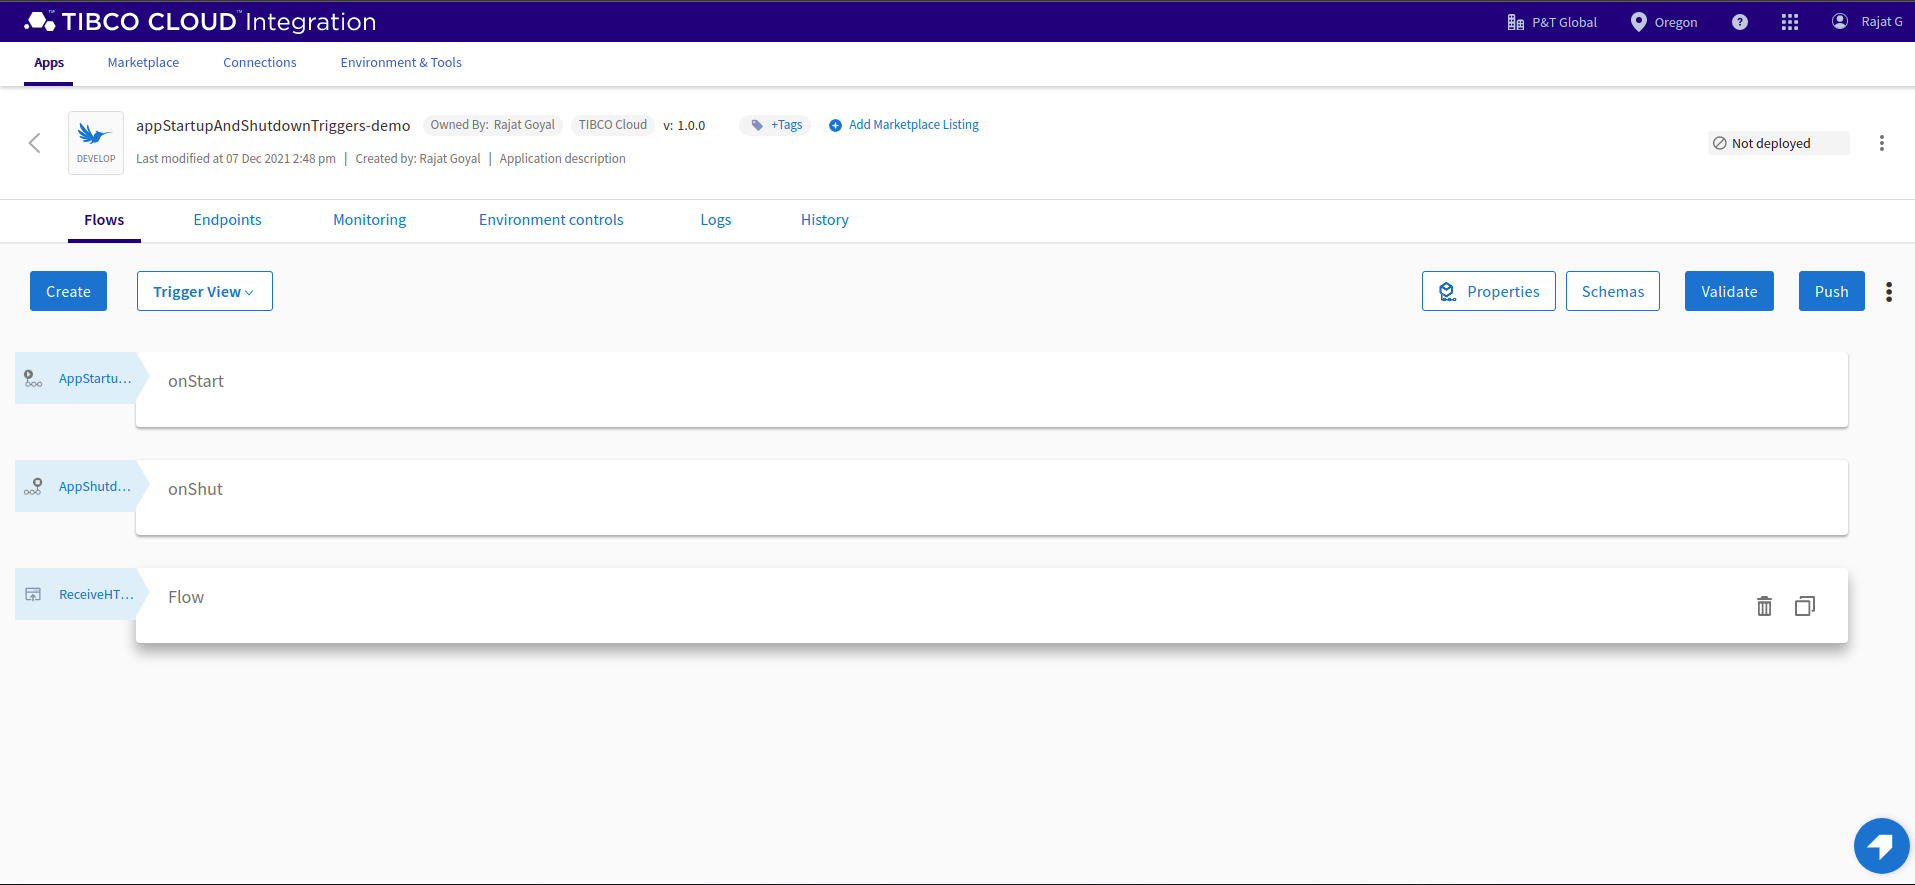 TIBCO CLOUD™ Integration
P&T Global
Oregon
?
Rajat G
Apps
Marketplace
Connections
Environment & Tools
DEVELOP
appStartupAndShutdownTriggers-demo
Owned By: Rajat Goyal
TIBCO Cloud
v: 1.0.0
+Tags
Add Marketplace Listing
Last modified at 07 Dec 2021 2:48 pm | Created by: Rajat Goyal | Application description
Not deployed
Flows
Endpoints
Monitoring
Environment controls
Logs
History
Create
Trigger View
Properties
Schemas
Validate
Push
AppStartu...
onStart
AppShutd...
onShut
ReceiveHT...
Flow